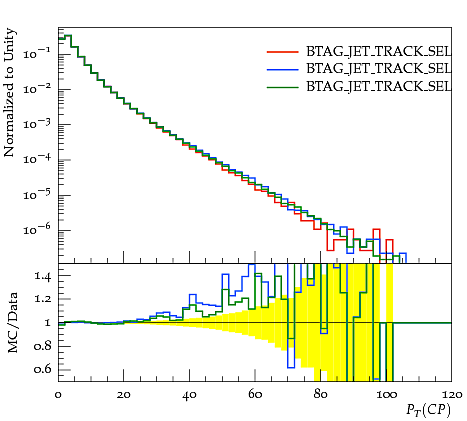 Normalized to Unity
10⁻¹
10⁻²
10⁻³
10⁻⁴
10⁻⁵
10⁻⁶
BTAG_JET_TRACK_SEL
BTAG_JET_TRACK_SEL
BTAG_JET_TRACK_SEL
MC/Data
1.4
1.2
1
0.8
0.6
0 20 40 60 80 100 120
P_T(CP)